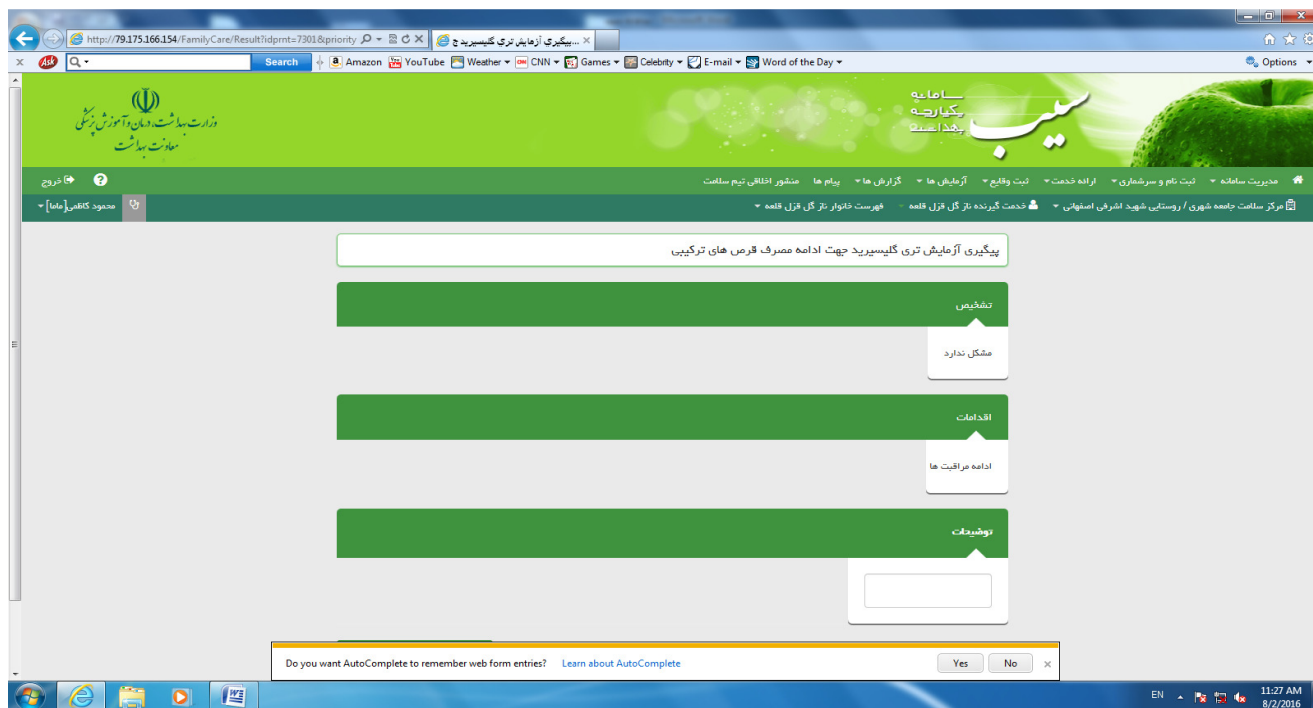 http://79.175.166.154/FamilyCare/Result?idprnt=7301&priority
پیگیری آزمایش تری گلیسیرید ج...
Ask
Search
Amazon YouTube Weather CNN Games Celebrity E-mail Word of the Day
Options
وزارت بهداشت، درمان و آموزش پزشکی
معاونت بهداشت
سامانه
یکپارچه
بهداشت
سیب
مدیریت سامانه ثبت نام و سرشماری ارائه خدمت ثبت وقایع آزمایش ها گزارش ها پیام ها منشور اخلاقی تیم سلامت
خروج
مرکز سلامت جامعه شهری / روستایی شهید اشرفی اصفهانی خدمت گیرنده ناز گل قزل قلعه فهرست خانوار ناز گل قزل قلعه
محمود کاظمی[ماما]
پیگیری آزمایش تری گلیسیرید جهت ادامه مصرف قرص های ترکیبی
تشخیص
مشکل ندارد
اقدامات
ادامه مراقبت ها
توضیحات
Do you want AutoComplete to remember web form entries? Learn about AutoComplete Yes No
EN
11:27 AM
8/2/2016